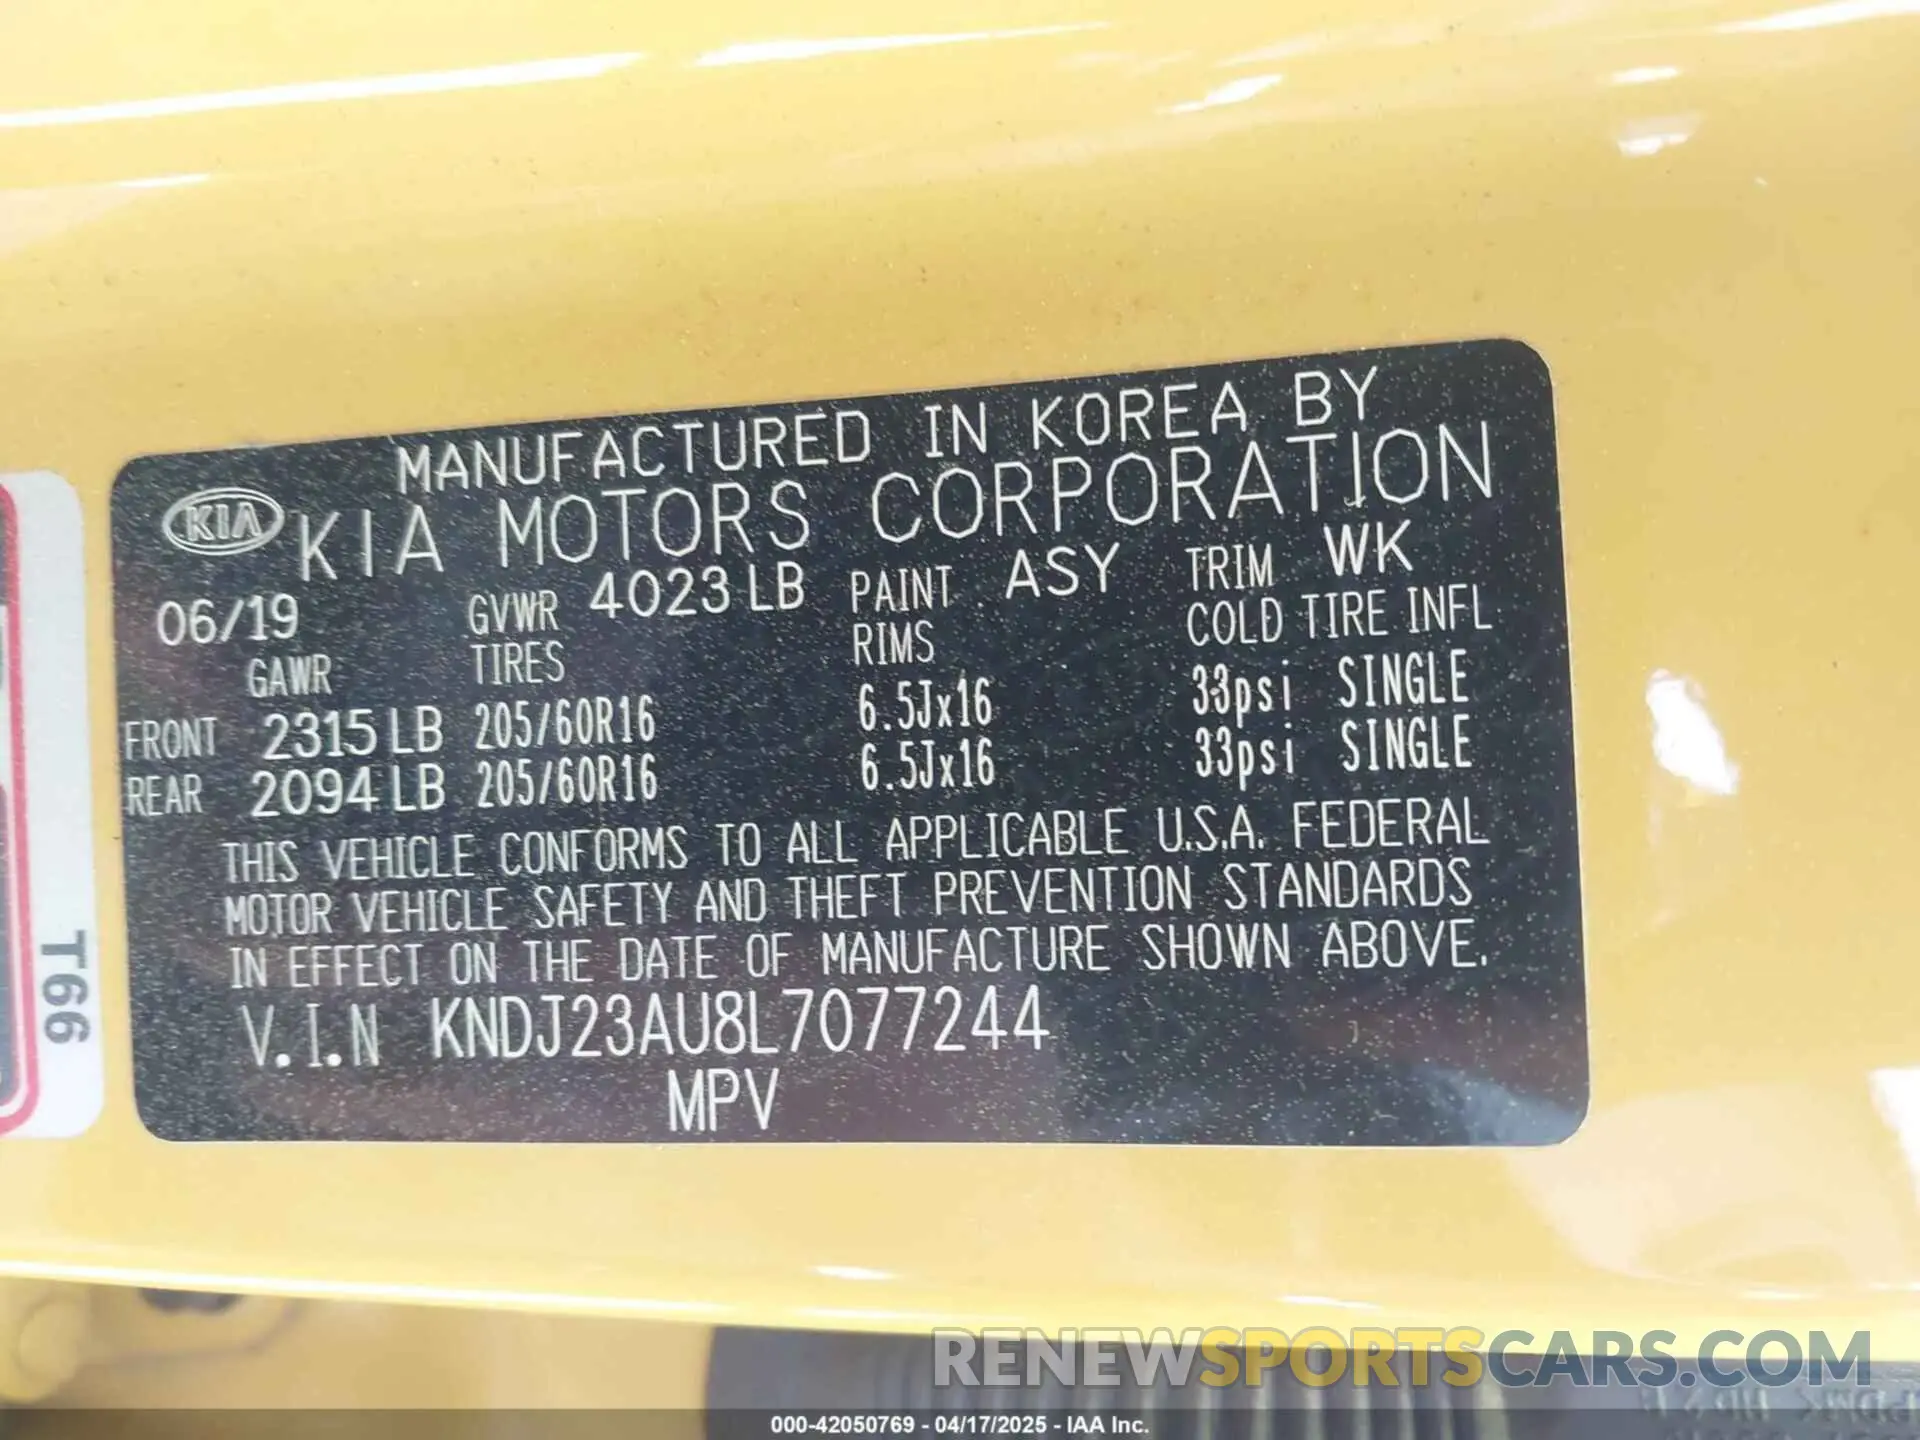 MANUFACTURED IN KOREA BY
KIA KIA MOTORS CORPORATION
06/19 GVWR 4023 LB PAINT ASY TRIM WK
GAWR TIRES RIMS COLD TIRE INFL
FRONT 2315 LB 205/60R16 6.5Jx16 33psi SINGLE
REAR 2094 LB 205/60R16 6.5Jx16 33psi SINGLE
THIS VEHICLE CONFORMS TO ALL APPLICABLE U.S.A. FEDERAL
MOTOR VEHICLE SAFETY AND THEFT PREVENTION STANDARDS
IN EFFECT ON THE DATE OF MANUFACTURE SHOWN ABOVE.
V.I.N KNDJ23AU8L7077244
MPV
T66
RENEWSPORTSCARS.COM
000-42050769 - 04/17/2025 - IAA Inc.